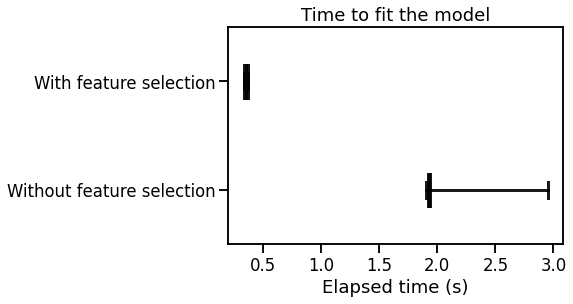 Time to fit the model
With feature selection
Without feature selection
0.5 1.0 1.5 2.0 2.5 3.0
Elapsed time (s)